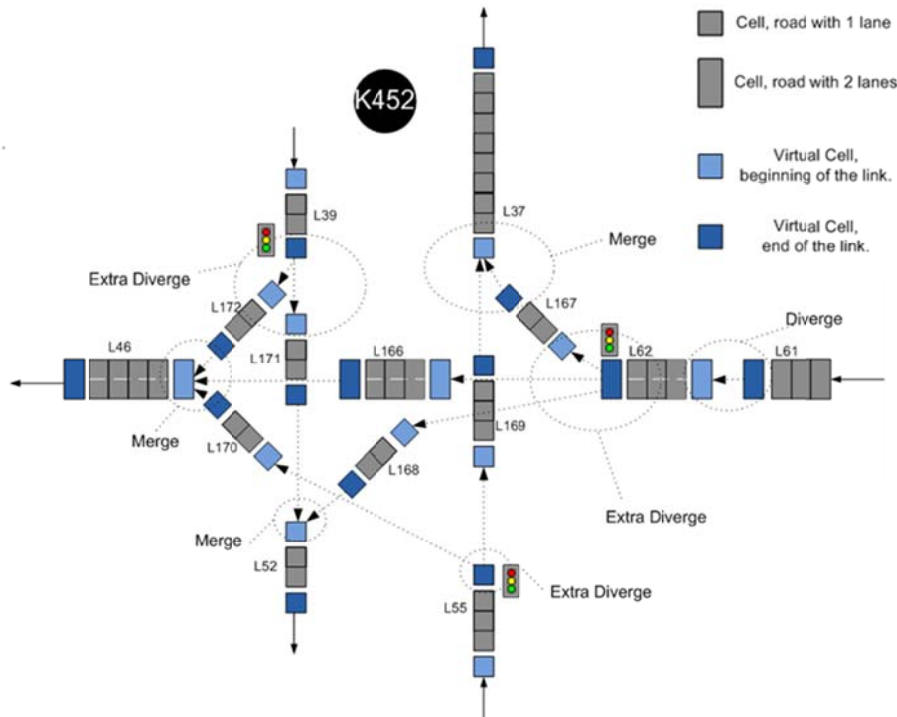 K452
Cell, road with 1 lane
Cell, road with 2 lanes
Virtual Cell,
beginning of the link.
Virtual Cell,
end of the link.
L39
L37
Merge
Extra Diverge
L172
L167
Diverge
L46
L171
L166
L62
L61
Merge
L170
L169
L168
Extra Diverge
Merge
L52
L55
Extra Diverge